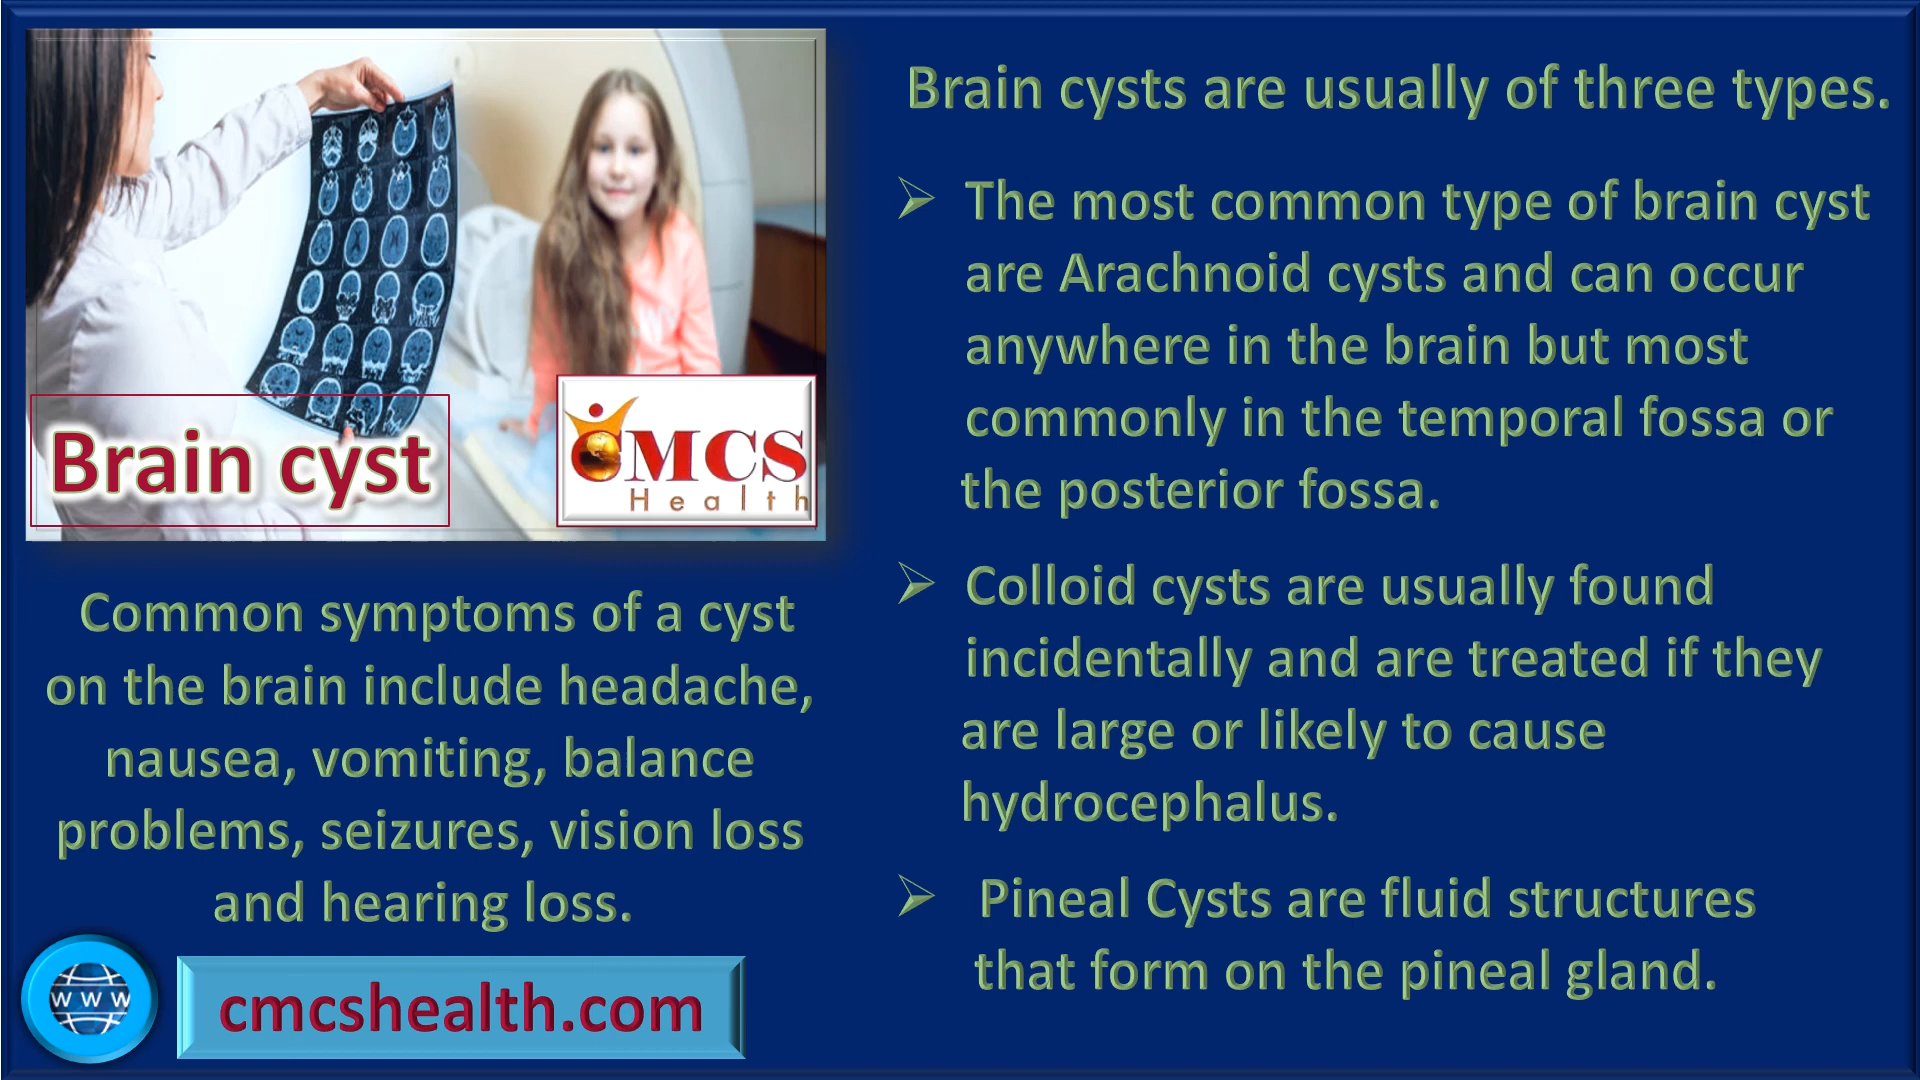 Brain cyst
CMCS
Health
Common symptoms of a cyst
on the brain include headache,
nausea, vomiting, balance
problems, seizures, vision loss
and hearing loss.
WWW
cmcshealth.com
Brain cysts are usually of three types.
➢ The most common type of brain cyst
are Arachnoid cysts and can occur
anywhere in the brain but most
commonly in the temporal fossa or
the posterior fossa.
➢ Colloid cysts are usually found
incidentally and are treated if they
are large or likely to cause
hydrocephalus.
➢ Pineal Cysts are fluid structures
that form on the pineal gland.